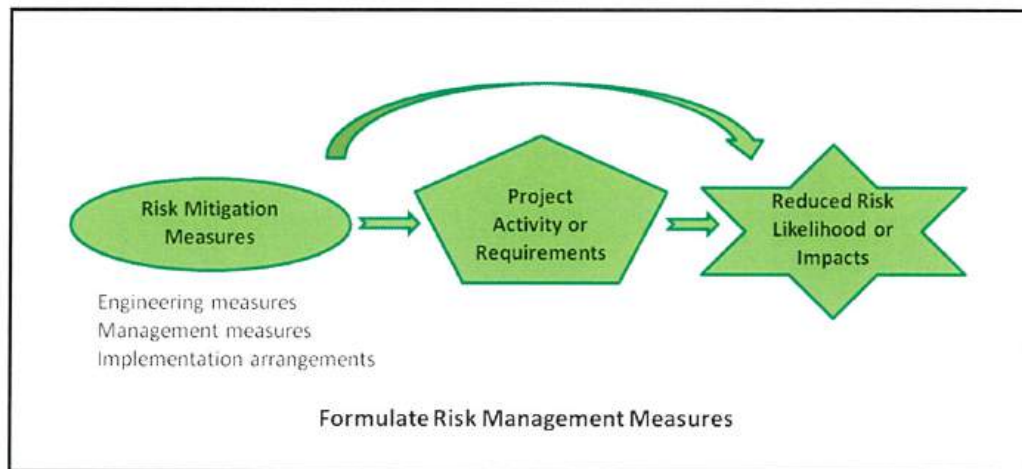 Risk Mitigation
Measures
Project
Activity or
Requirements
Reduced Risk
Likelihood or
Impacts
Engineering measures
Management measures
Implementation arrangements
Formulate Risk Management Measures